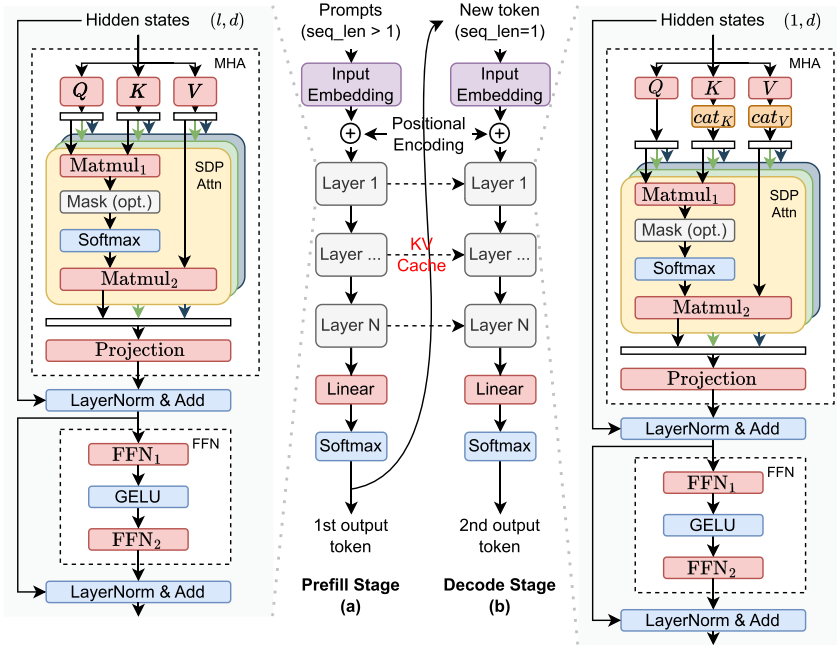 Hidden states (l, d)
MHA
Q K V
SDP
Attn
Matmul₁
Mask (opt.)
Softmax
Matmul₂
Projection
LayerNorm & Add
FFN
FFN₁
GELU
FFN₂
LayerNorm & Add
Prompts
(seq_len > 1)
Input
Embedding
+
Layer 1
Layer ...
Layer N
Linear
Softmax
1st output
token
Prefill Stage
(a)
Positional
Encoding
KV
Cache
New token
(seq_len=1)
Input
Embedding
+
Layer 1
Layer ...
Layer N
Linear
Softmax
2nd output
token
Decode Stage
(b)
Hidden states (1, d)
MHA
Q K V
cat_K cat_V
SDP
Attn
Matmul₁
Mask (opt.)
Softmax
Matmul₂
Projection
LayerNorm & Add
FFN
FFN₁
GELU
FFN₂
LayerNorm & Add